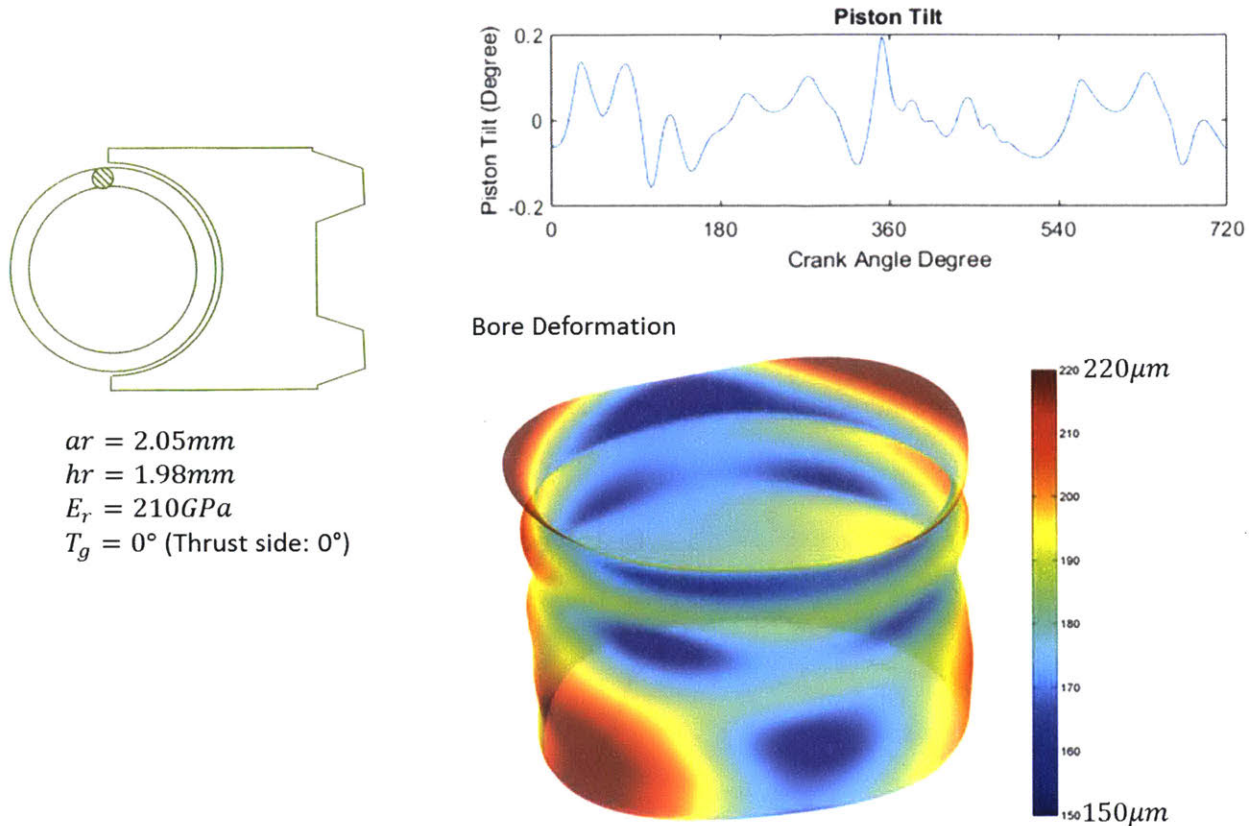 Piston Tilt
Piston Tilt (Degree)
0.2
0
-0.2
0
180
360
540
720
Crank Angle Degree
ar = 2.05mm
hr = 1.98mm
E_r = 210GPa
T_g = 0° (Thrust side: 0°)
Bore Deformation
220 220μm
210
200
190
180
170
160
150 150μm